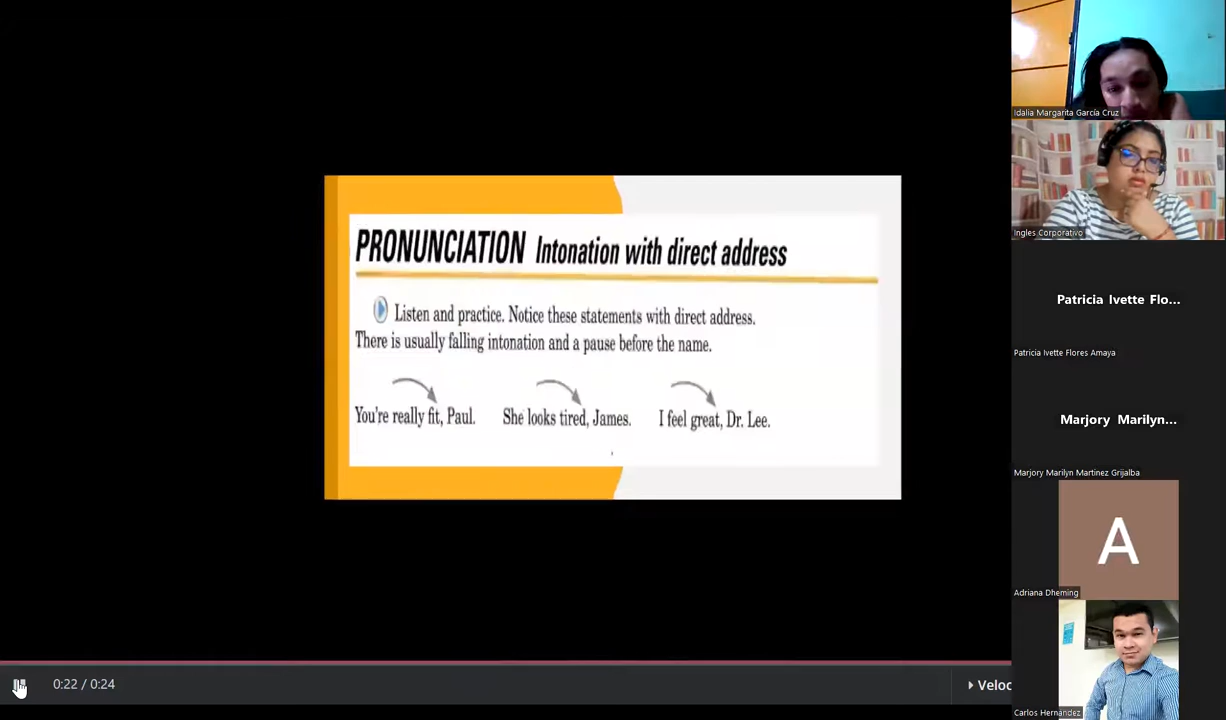 PRONUNCIATION Intonation with direct address
Listen and practice. Notice these statements with direct address.
There is usually falling intonation and a pause before the name.
You're really fit, Paul. She looks tired, James. I feel great, Dr. Lee.
0:22 / 0:24
Veloc
Idalia Margarita García Cruz
Ingles Corporativo
Patricia Ivette Flo...
Patricia Ivette Flores Amaya
Marjory Marilyn...
Marjory Marilyn Martinez Grijalba
A
Adriana Dheming
Carlos Hernández